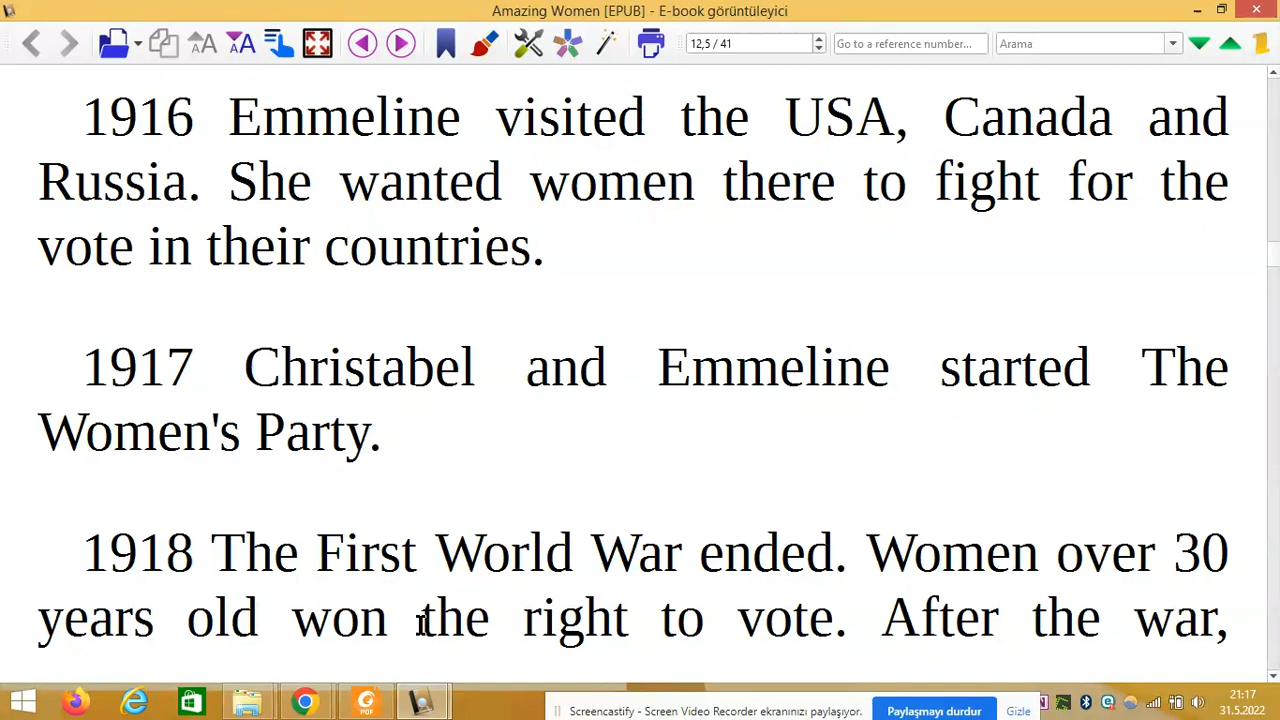 Amazing Women [EPUB] - E-book görüntüleyici
12,5 / 41
Go to a reference number...
Arama
1916 Emmeline visited the USA, Canada and
Russia. She wanted women there to fight for the
vote in their countries.
1917 Christabel and Emmeline started The
Women's Party.
1918 The First World War ended. Women over 30
years old won the right to vote. After the war,
Screencastify - Screen Video Recorder ekranınızı paylaşıyor.
Paylaşmayı durdur
Gizle
21:17
31.5.2022